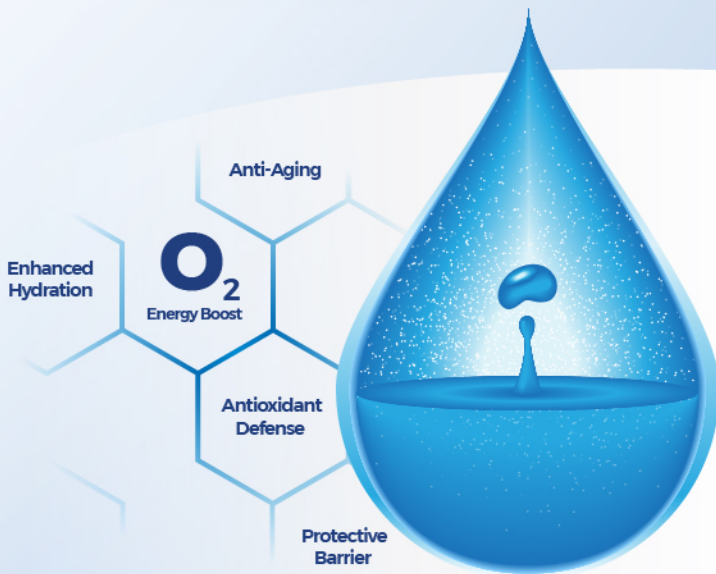 Anti-Aging
Enhanced
Hydration
O₂
Energy Boost
Antioxidant
Defense
Protective
Barrier